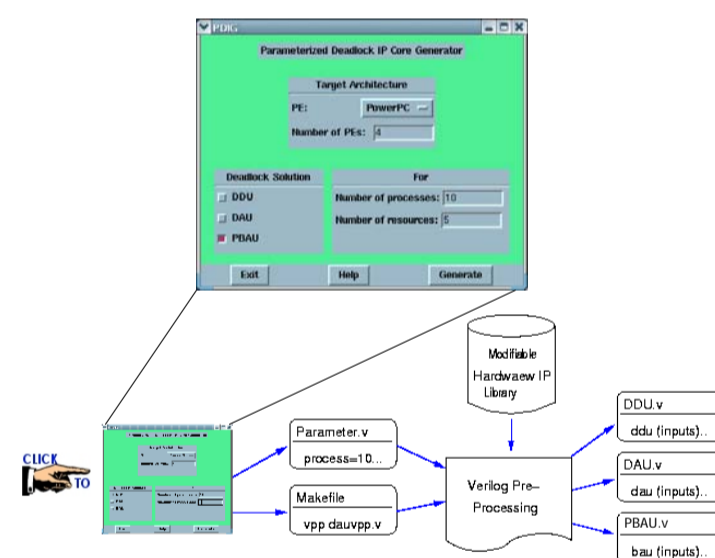 PDIG
Parameterized Deadlock IP Core Generator
Target Architecture
PE: PowerPC
Number of PEs: 4
Deadlock Solution
DDU
DAU
PBAU
For
Number of processes: 10
Number of resources: 5
Exit Help Generate
Modifiable
Hardwaew IP
Library
CLICK
TO
Parameter.v
process=10...
Makefile
vpp dauvpp.v
Verilog Pre-
Processing
DDU.v
ddu (inputs)..
DAU.v
dau (inputs)..
PBAU.v
bau (inputs)..